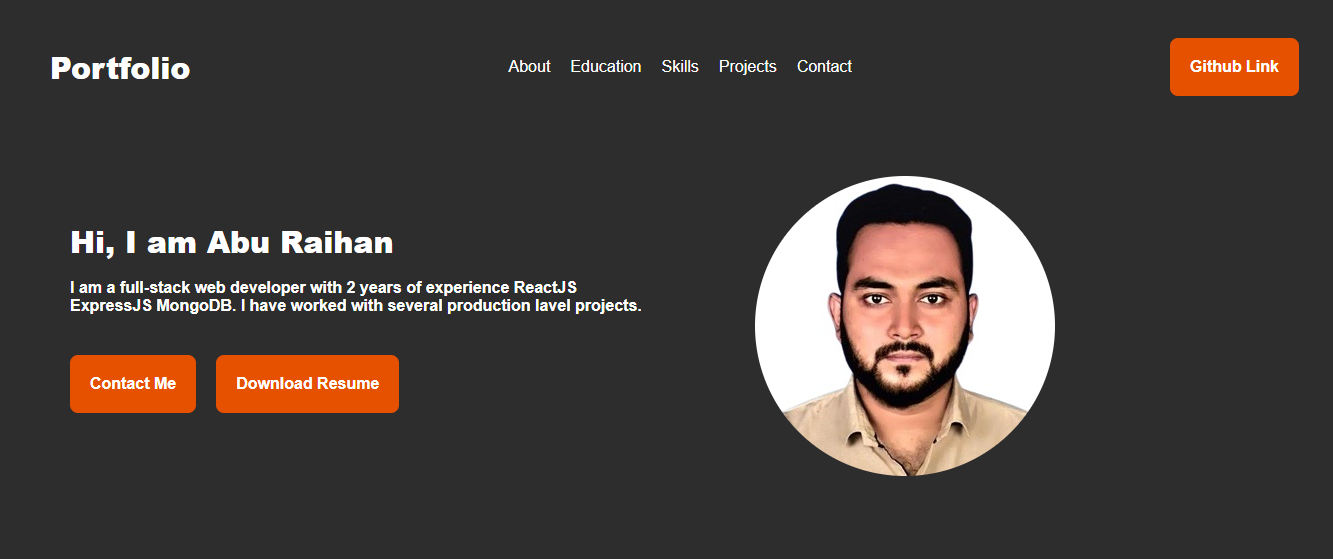 Portfolio
About Education Skills Projects Contact
Github Link
Hi, I am Abu Raihan
I am a full-stack web developer with 2 years of experience ReactJS
ExpressJS MongoDB. I have worked with several production lavel projects.
Contact Me
Download Resume